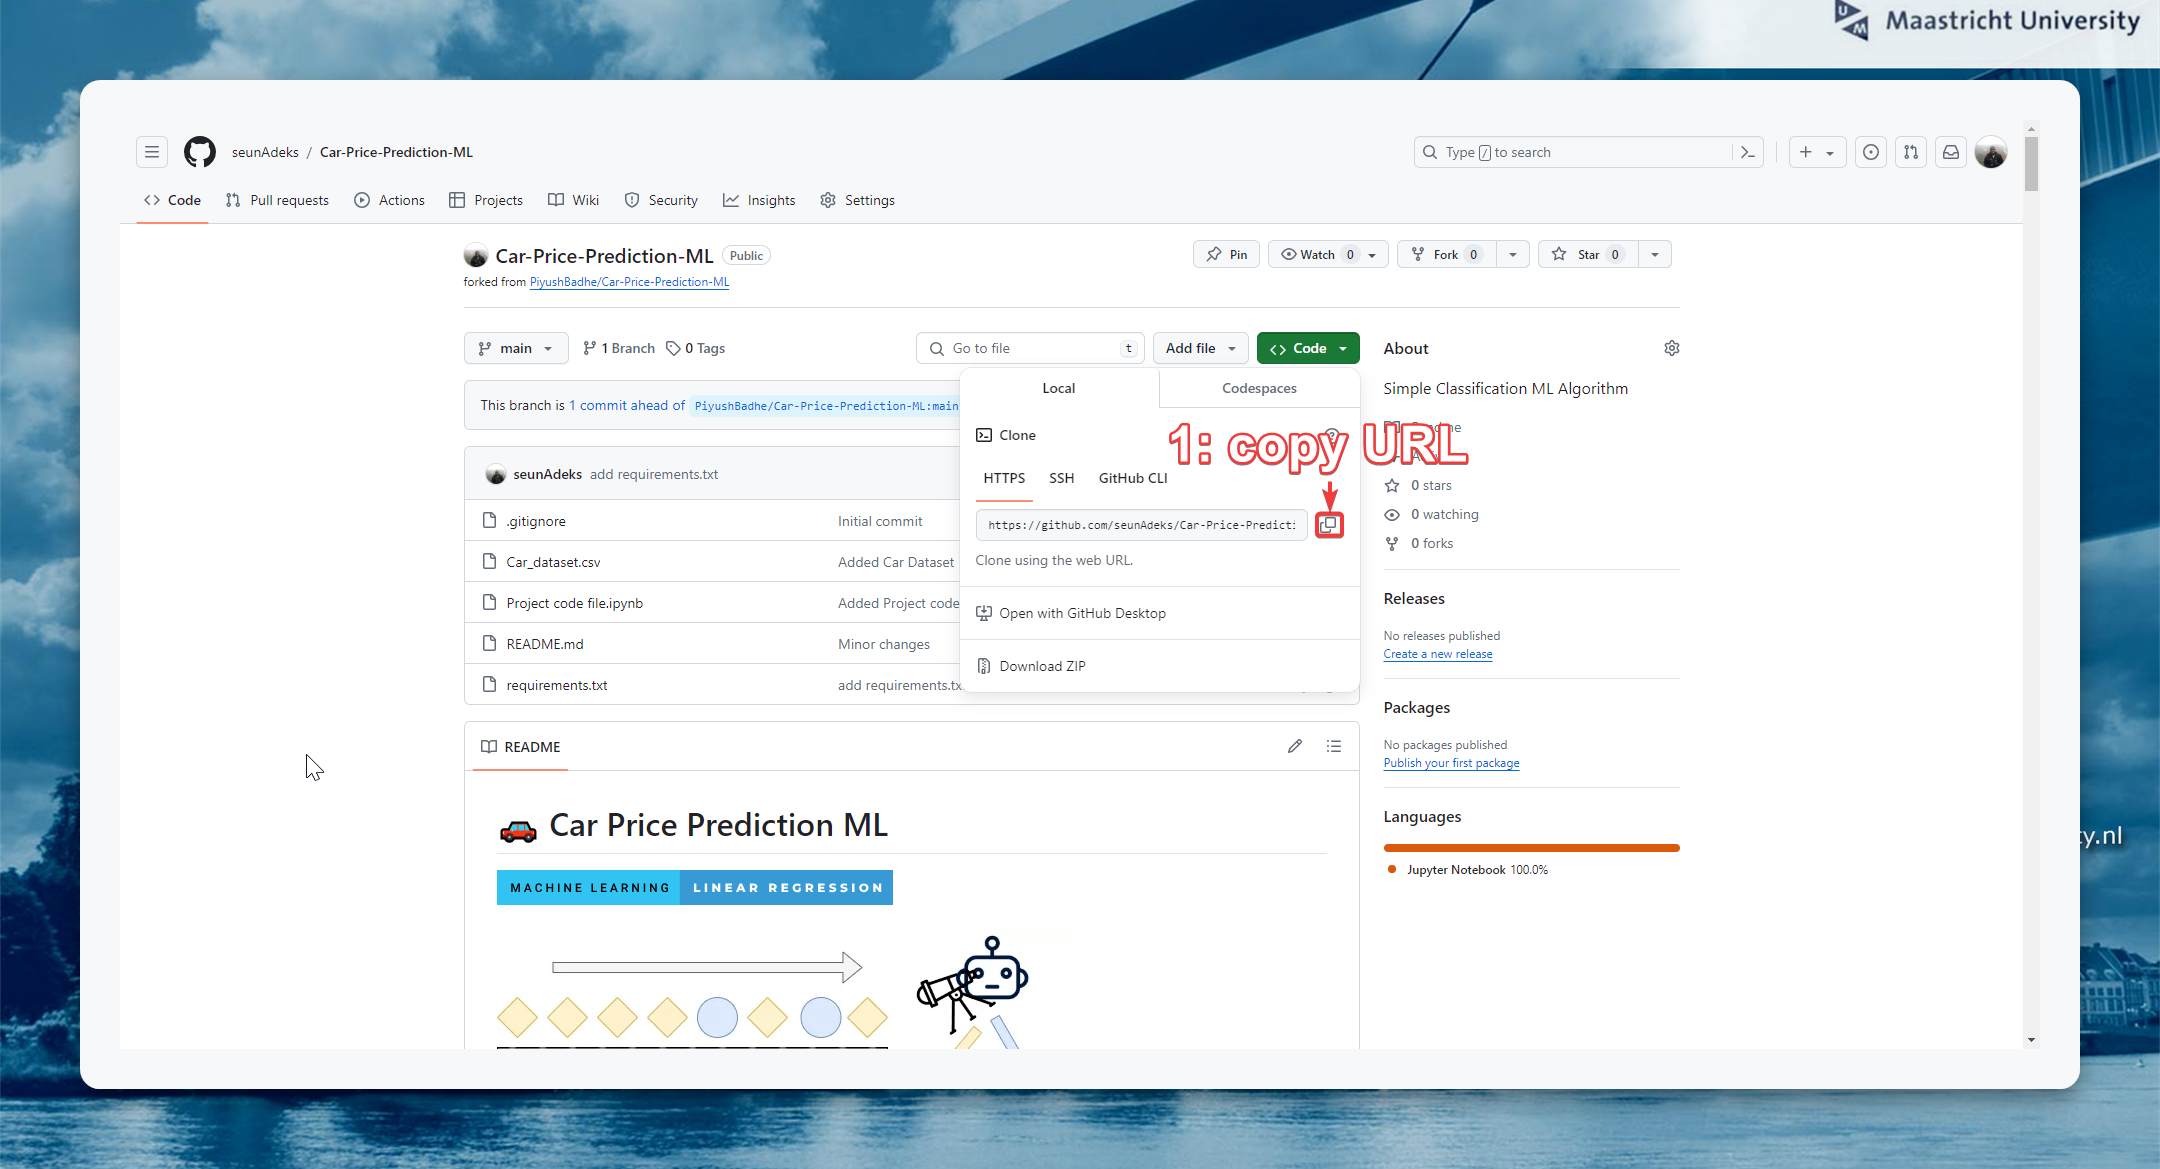 Maastricht University
seunAdeks / Car-Price-Prediction-ML
Type / to search
Code Pull requests Actions Projects Wiki Security Insights Settings
Car-Price-Prediction-ML Public
forked from PiyushBadhe/Car-Price-Prediction-ML
Pin Watch 0 Fork 0 Star 0
main 1 Branch 0 Tags
Go to file t Add file Code
This branch is 1 commit ahead of PiyushBadhe/Car-Price-Prediction-ML:main
seunAdeks add requirements.txt
.gitignore Initial commit
Car_dataset.csv Added Car Dataset
Project code file.ipynb Added Project code
README.md Minor changes
requirements.txt add requirements.tx
Local Codespaces
Clone
1: copy URL
HTTPS SSH GitHub CLI
https://github.com/seunAdeks/Car-Price-Predicti
Clone using the web URL.
Open with GitHub Desktop
Download ZIP
About
Simple Classification ML Algorithm
0 stars
0 watching
0 forks
Releases
No releases published
Create a new release
Packages
No packages published
Publish your first package
Languages
Jupyter Notebook 100.0%
README
Car Price Prediction ML
MACHINE LEARNING LINEAR REGRESSION
ty.nl